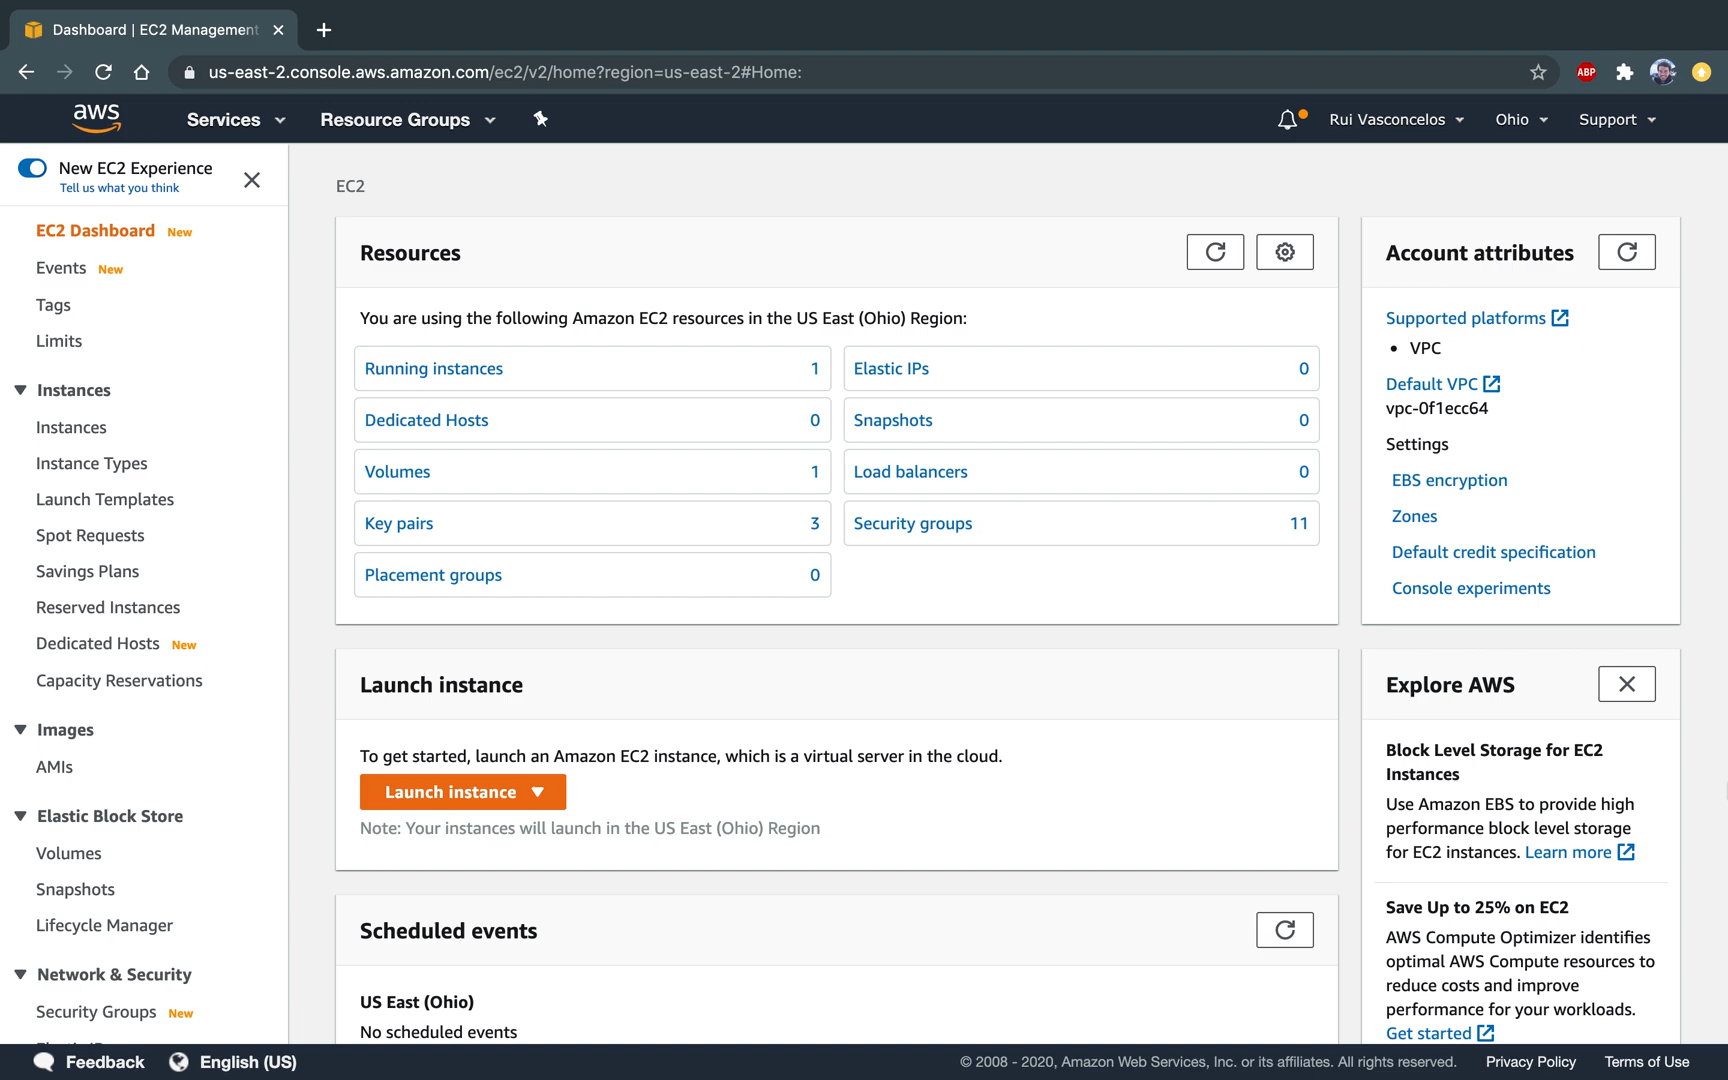 Dashboard | EC2 Management
us-east-2.console.aws.amazon.com/ec2/v2/home?region=us-east-2#Home:
ABP
aws
Services
Resource Groups
Rui Vasconcelos
Ohio
Support
New EC2 Experience
Tell us what you think
EC2 Dashboard New
Events New
Tags
Limits
Instances
Instances
Instance Types
Launch Templates
Spot Requests
Savings Plans
Reserved Instances
Dedicated Hosts New
Capacity Reservations
Images
AMIs
Elastic Block Store
Volumes
Snapshots
Lifecycle Manager
Network & Security
Security Groups New
EC2
Resources
You are using the following Amazon EC2 resources in the US East (Ohio) Region:
Running instances 1
Elastic IPs 0
Dedicated Hosts 0
Snapshots 0
Volumes 1
Load balancers 0
Key pairs 3
Security groups 11
Placement groups 0
Launch instance
To get started, launch an Amazon EC2 instance, which is a virtual server in the cloud.
Launch instance
Note: Your instances will launch in the US East (Ohio) Region
Scheduled events
US East (Ohio)
No scheduled events
Account attributes
Supported platforms
• VPC
Default VPC
vpc-0f1ecc64
Settings
EBS encryption
Zones
Default credit specification
Console experiments
Explore AWS
Block Level Storage for EC2
Instances
Use Amazon EBS to provide high
performance block level storage
for EC2 instances. Learn more
Save Up to 25% on EC2
AWS Compute Optimizer identifies
optimal AWS Compute resources to
reduce costs and improve
performance for your workloads.
Get started
Feedback
English (US)
© 2008 - 2020, Amazon Web Services, Inc. or its affiliates. All rights reserved.
Privacy Policy
Terms of Use